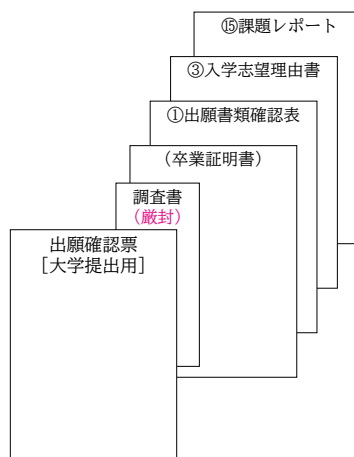 ⑮課題レポート
③入学志望理由書
①出願書類確認表
（卒業証明書）
調査書
（厳封）
出願確認票
［大学提出用］